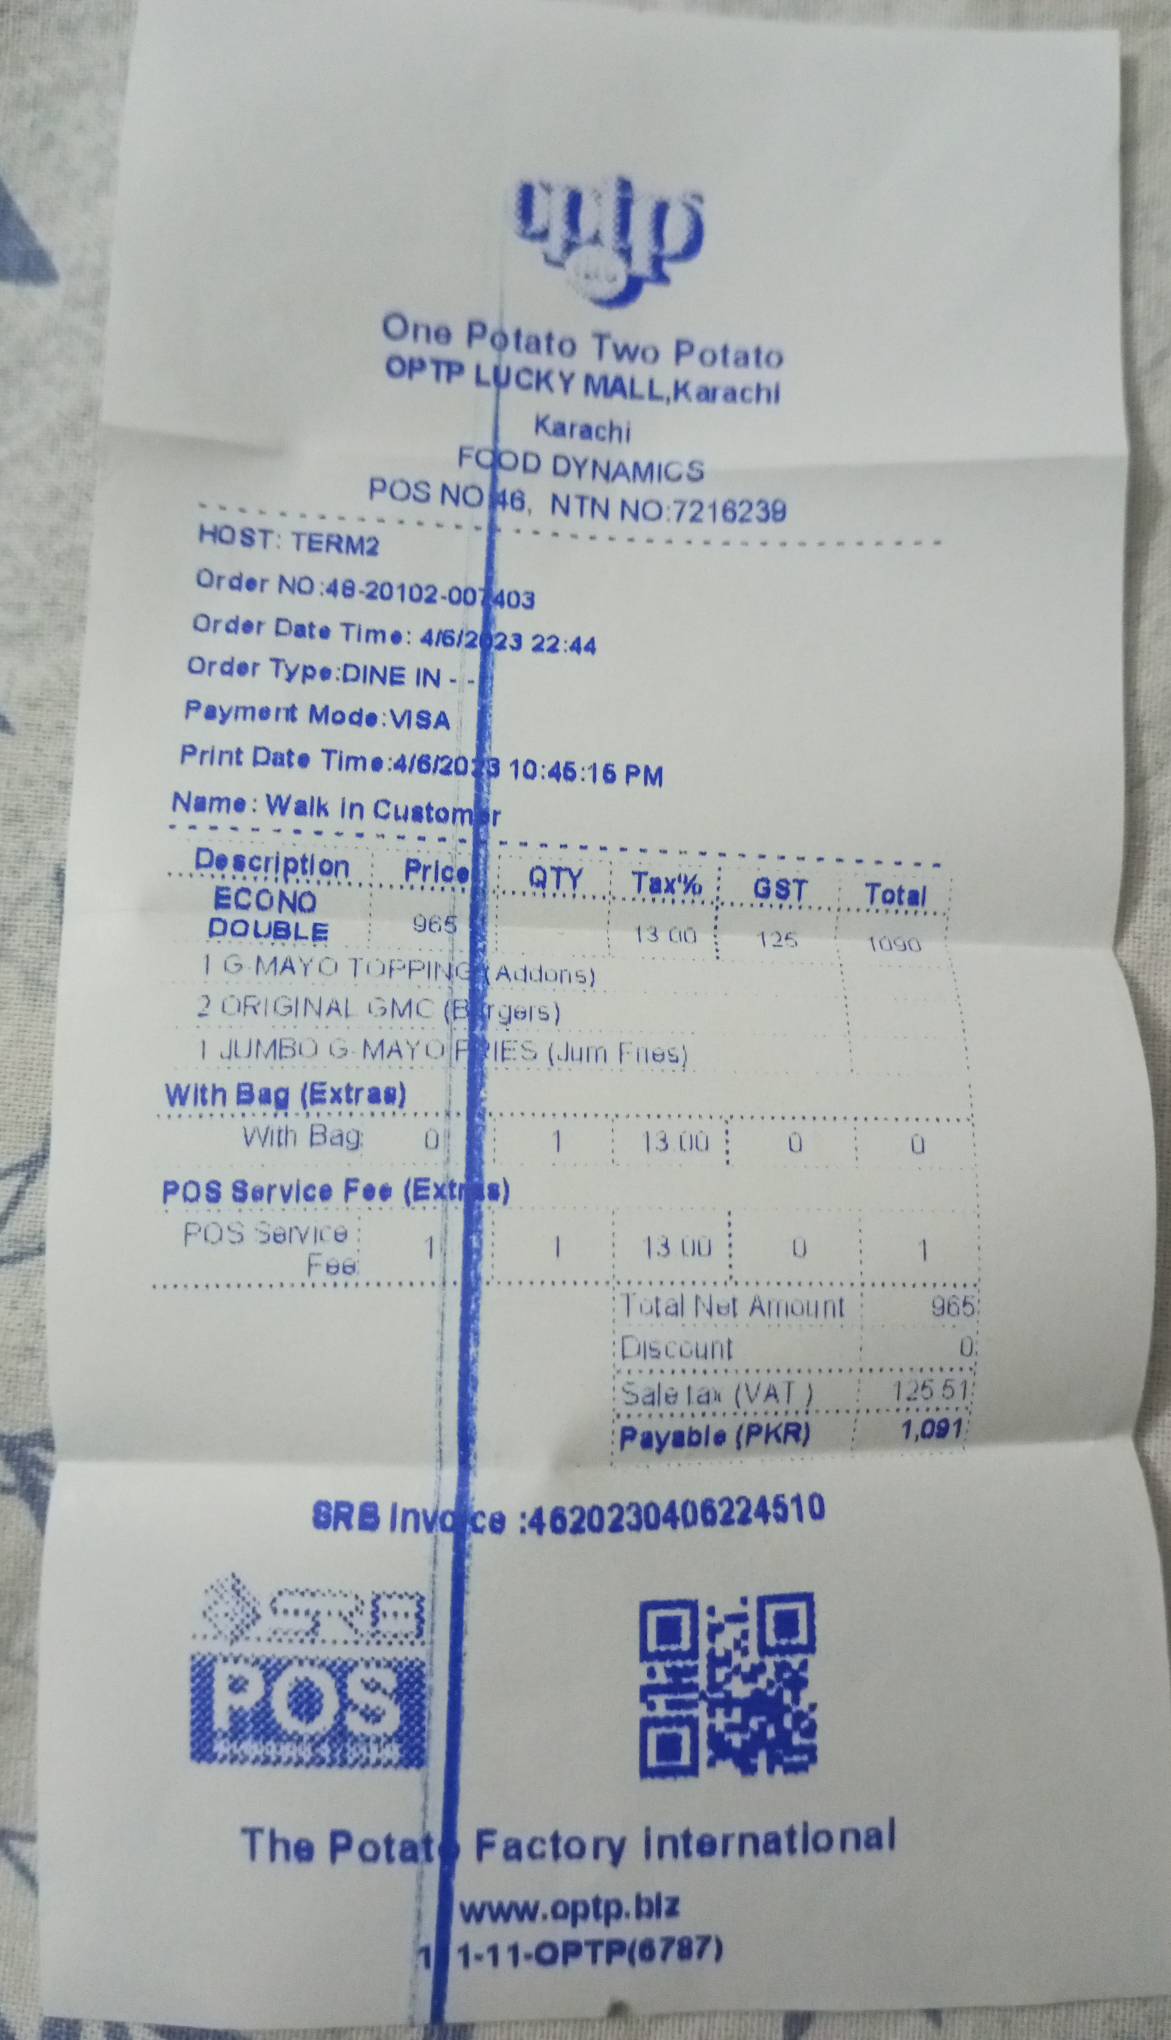 One Potato Two Potato
OPTP LUCKY MALL,Karachi
Karachi
FOOD DYNAMICS
POS NO:46, NTN NO:7216239
HOST: TERM2
Order NO:48-20102-007403
Order Date Time: 4/6/2023 22:44
Order Type:DINE IN - -
Payment Mode:VISA
Print Date Time:4/6/2023 10:45:15 PM
Name: Walk in Customer
Description Price QTY Tax% GST Total
ECONO
DOUBLE 965 13.00 125 1090
1 G-MAYO TOPPING (Addons)
2 ORIGINAL GMC (Burgers)
1 JUMBO G-MAYO FRIES (Jum Fries)
With Bag (Extras)
With Bag 0 1 13.00 0 0
POS Service Fee (Extras)
POS Service
Fee 1 1 13.00 0 1
Total Net Amount 965
Discount 0
Sale tax (VAT ) 125.51
Payable (PKR) 1,091
SRB Invoice :4620230406224510
SRB
POS
The Potato Factory international
www.optp.biz
1-11-OPTP(6787)